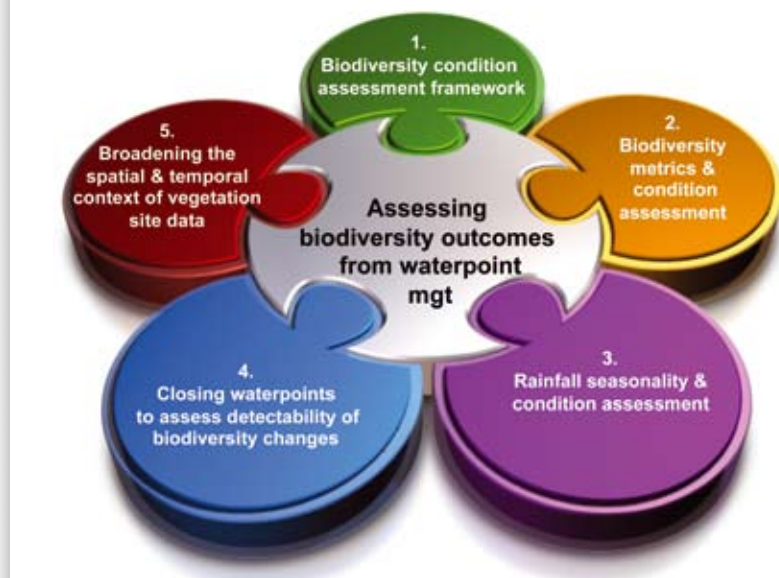 1.
Biodiversity condition
assessment framework
2.
Biodiversity
metrics &
condition
assessment
3.
Rainfall seasonality &
condition assessment
4.
Closing waterpoints
to assess detectability of
biodiversity changes
5.
Broadening the
spatial & temporal
context of vegetation
site data
Assessing
biodiversity outcomes
from waterpoint
mgt